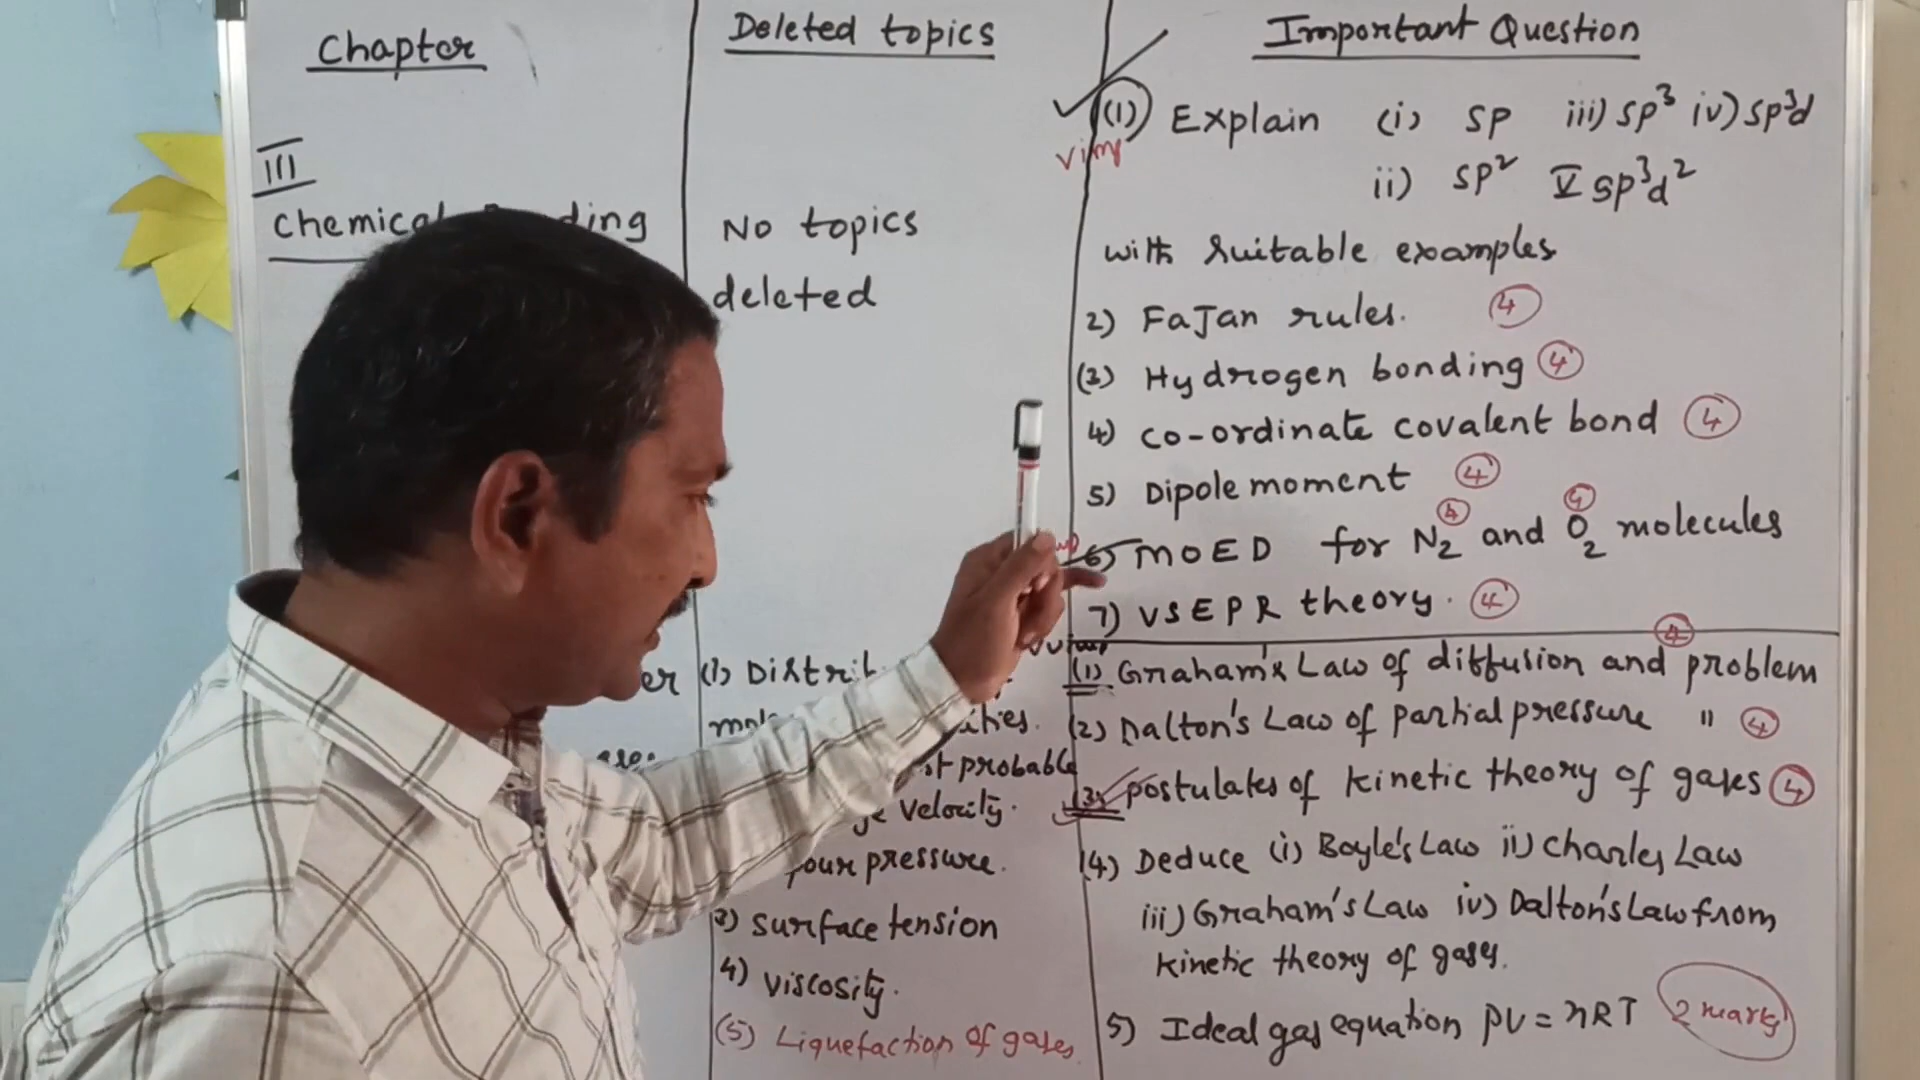 Chapter
III
Chemical
Deleted topics
No topics
deleted
(1) Distrib
st probable
velocity.
pour pressure.
3) Surface tension
4) Viscosity.
(5) Liquefaction of gases
Important Question
(1) Explain (i) SP iii) SP³ iv) SP³d
Vimp
ii) SP² V SP³d²
with suitable examples
2) FaJan rules. 4
(3) Hydrogen bonding 4
4) Co-ordinate covalent bond 4
5) Dipole moment 4
6) MOED for N₂ 4 and O₂ 4 molecules
7) VSEPR theory. 4
(1) Graham's Law of diffusion and problem 4
(2) Dalton's Law of partial pressure " 4
(3) postulates of kinetic theory of gases 4
(4) Deduce (i) Boyle's Law ii) Charles Law
iii) Graham's Law iv) Dalton's Law from
kinetic theory of gases.
5) Ideal gas equation PV = nRT 2 marks